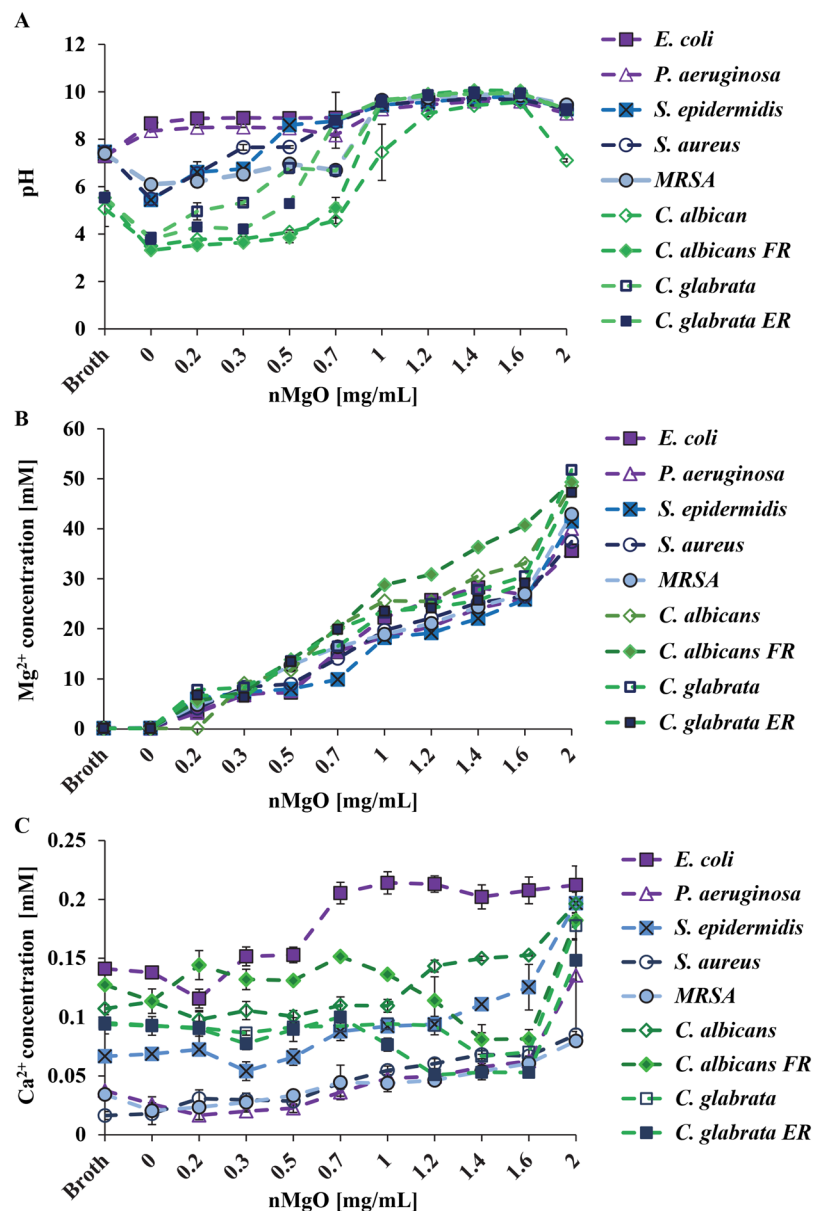 A
12
10
8
6
4
2
0
pH
Broth
0
0.2
0.3
0.5
0.7
1
1.2
1.4
1.6
2
nMgO [mg/mL]
E. coli
P. aeruginosa
S. epidermidis
S. aureus
MRSA
C. albican
C. albicans FR
C. glabrata
C. glabrata ER
B
60
50
40
30
20
10
0
Mg²⁺ concentration [mM]
Broth
0
0.2
0.3
0.5
0.7
1
1.2
1.4
1.6
2
nMgO [mg/mL]
E. coli
P. aeruginosa
S. epidermidis
S. aureus
MRSA
C. albicans
C. albicans FR
C. glabrata
C. glabrata ER
C
0.25
0.2
0.15
0.1
0.05
0
Ca²⁺ concentration [mM]
Broth
0
0.2
0.3
0.5
0.7
1
1.2
1.4
1.6
2
nMgO [mg/mL]
E. coli
P. aeruginosa
S. epidermidis
S. aureus
MRSA
C. albicans
C. albicans FR
C. glabrata
C. glabrata ER